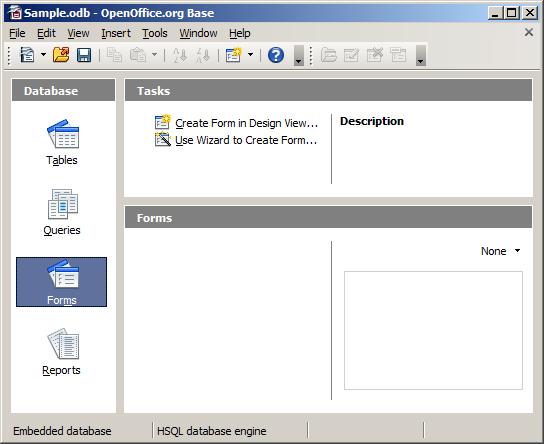 Sample.odb - OpenOffice.org Base
File Edit View Insert Tools Window Help
Database
Tables
Queries
Forms
Reports
Tasks
Create Form in Design View...
Use Wizard to Create Form...
Description
Forms
None
Embedded database HSQL database engine